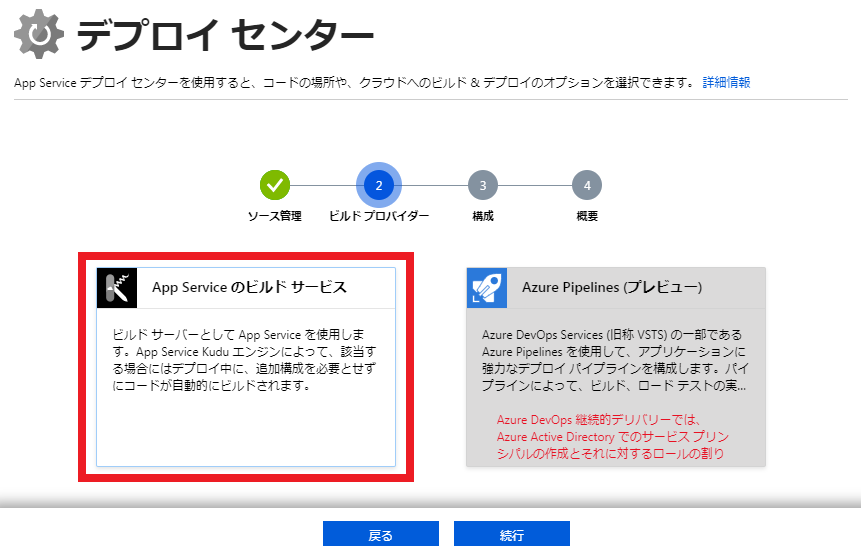 デプロイ センター
App Service デプロイ センターを使用すると、コードの場所や、クラウドへのビルド & デプロイのオプションを選択できます。 詳細情報
2
3
4
ソース管理
ビルド プロバイダー
構成
概要
App Service のビルド サービス
ビルド サーバーとして App Service を使用しま
す。App Service Kudu エンジンによって、該当す
る場合にはデプロイ中に、追加構成を必要とせず
にコードが自動的にビルドされます。
Azure Pipelines (プレビュー)
Azure DevOps Services (旧称 VSTS) の一部である
Azure Pipelines を使用して、アプリケーションに
強力なデプロイ パイプラインを構成します。パイ
プラインによって、ビルド、ロード テストの実...
Azure DevOps 継続的デリバリーでは、
Azure Active Directory でのサービス プリン
シパルの作成とそれに対するロールの割り
戻る
続行